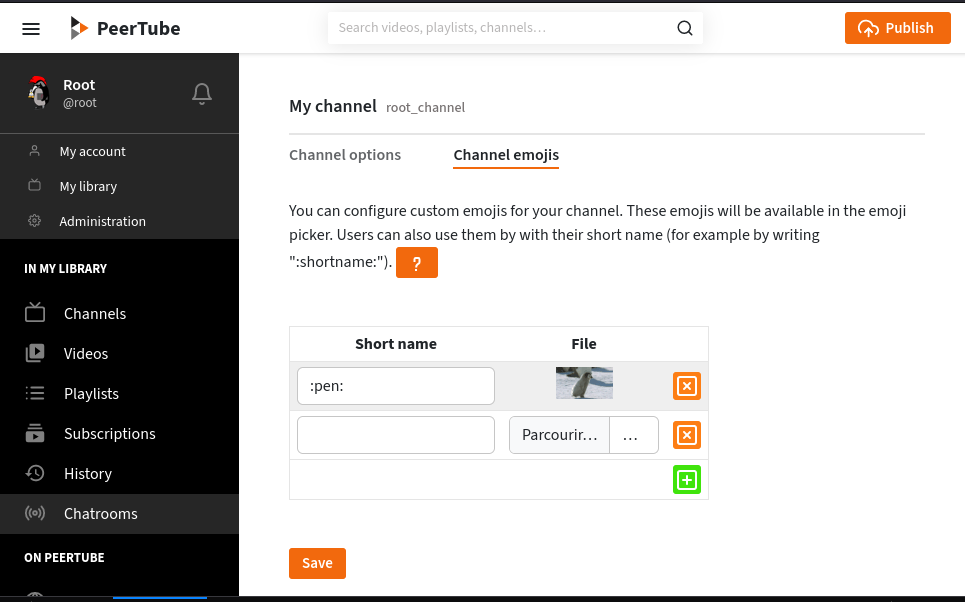 PeerTube
Search videos, playlists, channels…
Publish
Root
@root
My account
My library
Administration
IN MY LIBRARY
Channels
Videos
Playlists
Subscriptions
History
Chatrooms
ON PEERTUBE
My channel root_channel
Channel options Channel emojis
You can configure custom emojis for your channel. These emojis will be available in the emoji
picker. Users can also use them by with their short name (for example by writing
":shortname:"). ?
Short name File
:pen:
Parcourir… …
Save